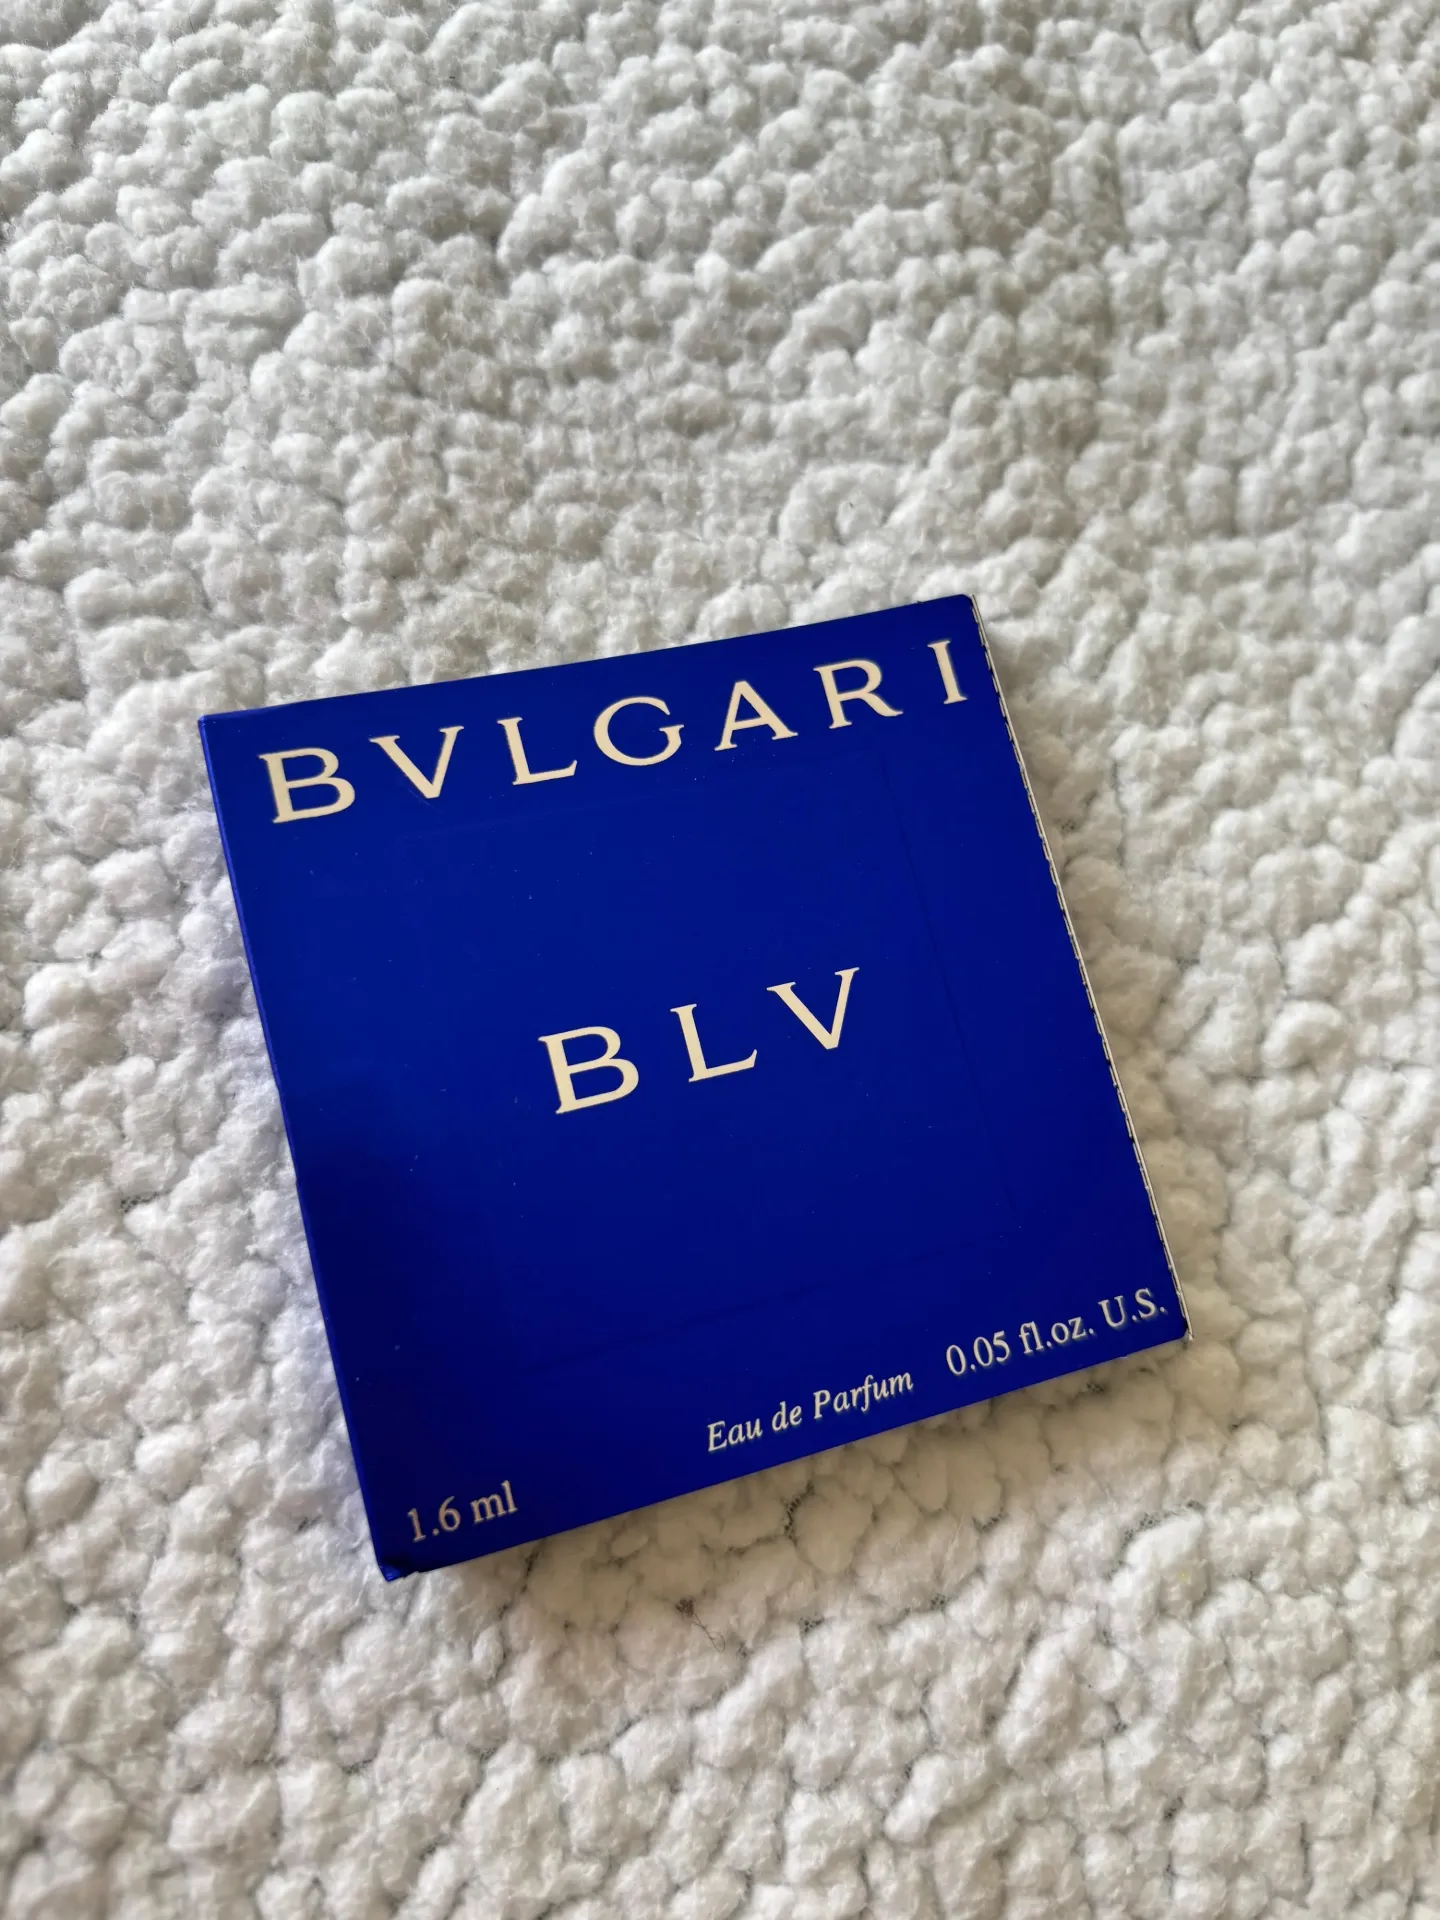 BVLGARI
BLV
1.6 ml Eau de Parfum 0.05 fl.oz. U.S.